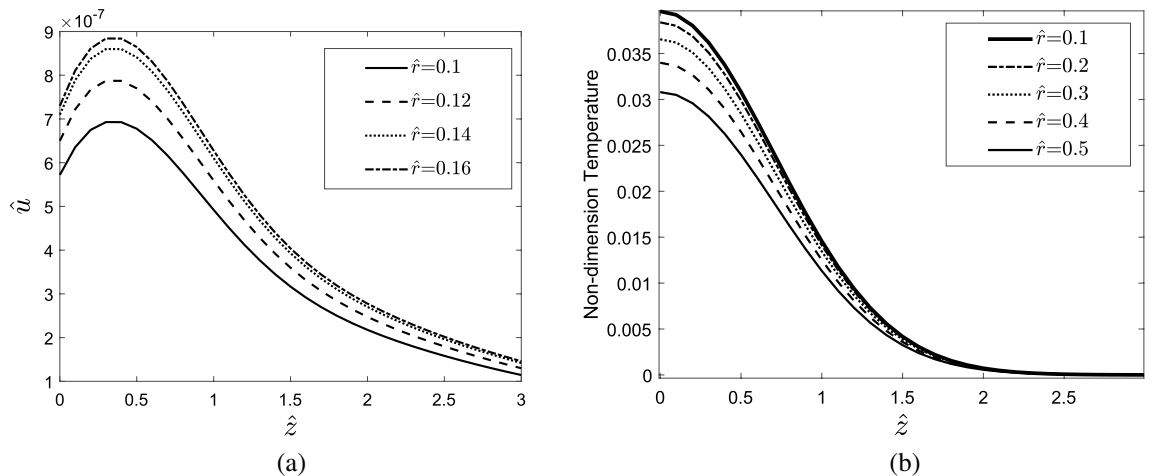 ×10⁻⁷
9
8
7
6
5
4
3
2
1
û
0
0.5
1
1.5
2
2.5
3
ẑ
r̂=0.1
r̂=0.12
r̂=0.14
r̂=0.16
(a)
0.035
0.03
0.025
0.02
0.015
0.01
0.005
0
Non-dimension Temperature
0
0.5
1
1.5
2
2.5
ẑ
r̂=0.1
r̂=0.2
r̂=0.3
r̂=0.4
r̂=0.5
(b)